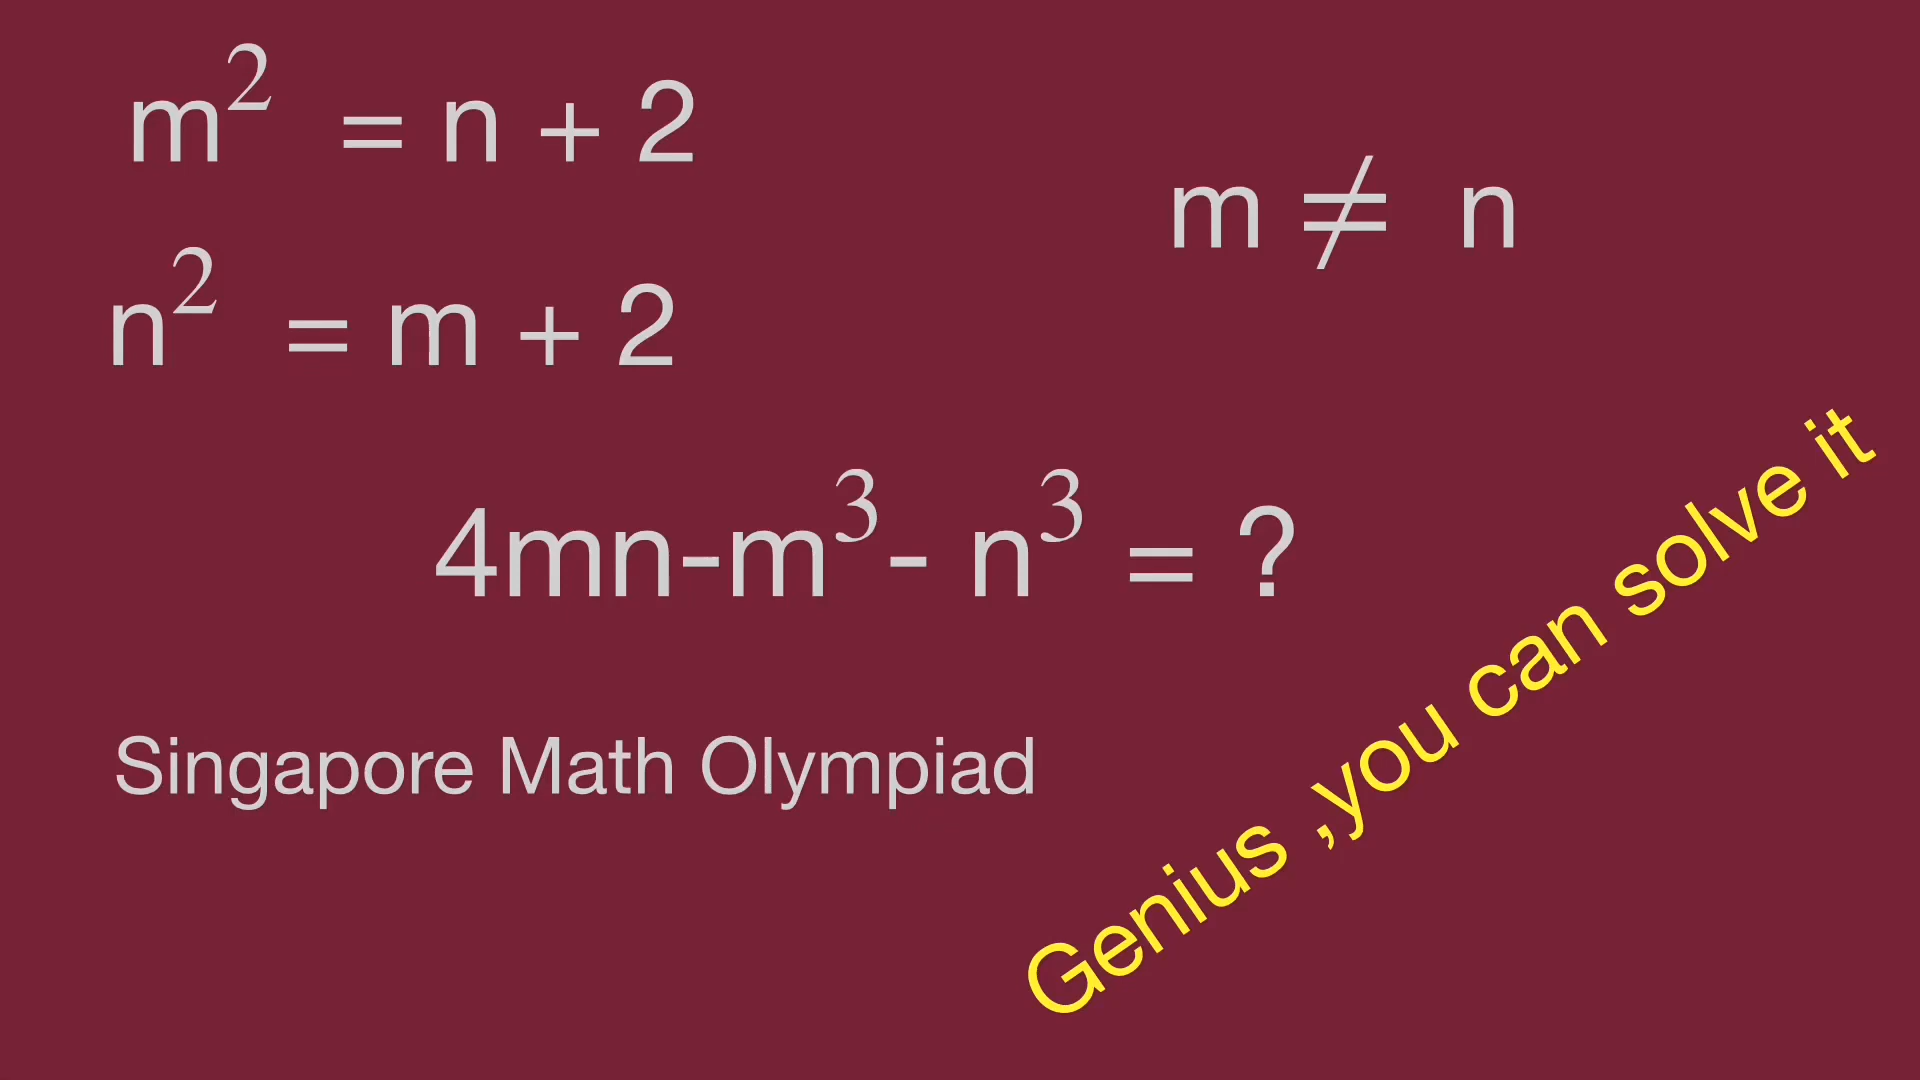 m² = n + 2
m ≠ n
n² = m + 2
4mn-m³- n³ = ?
Singapore Math Olympiad
Genius ,you can solve it